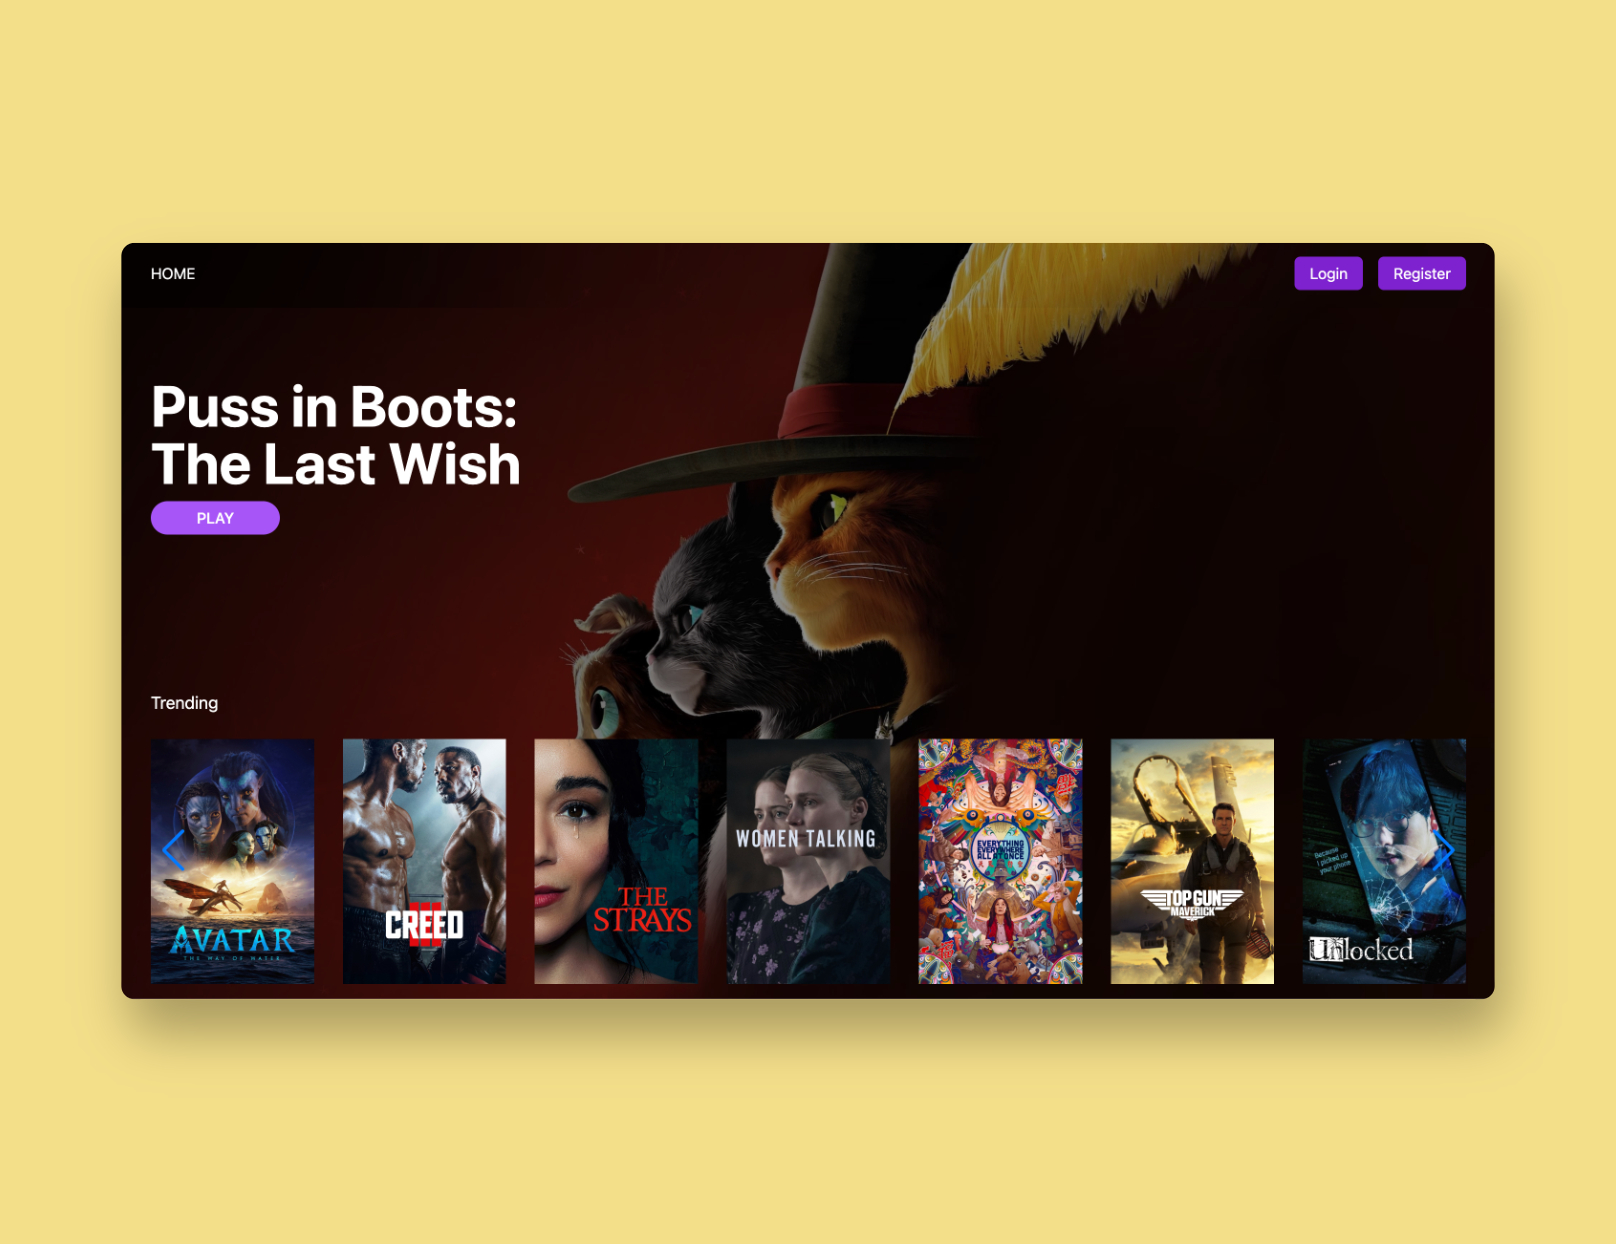 HOME
Login
Register
Puss in Boots:
The Last Wish
PLAY
Trending
AVATAR
THE WAY OF WATER
CREED
III
THE
STRAYS
WOMEN TALKING
EVERYTHING
EVERYWHERE
ALL AT ONCE
TOP GUN
MAVERICK
Because
I picked up
your phone
Unlocked